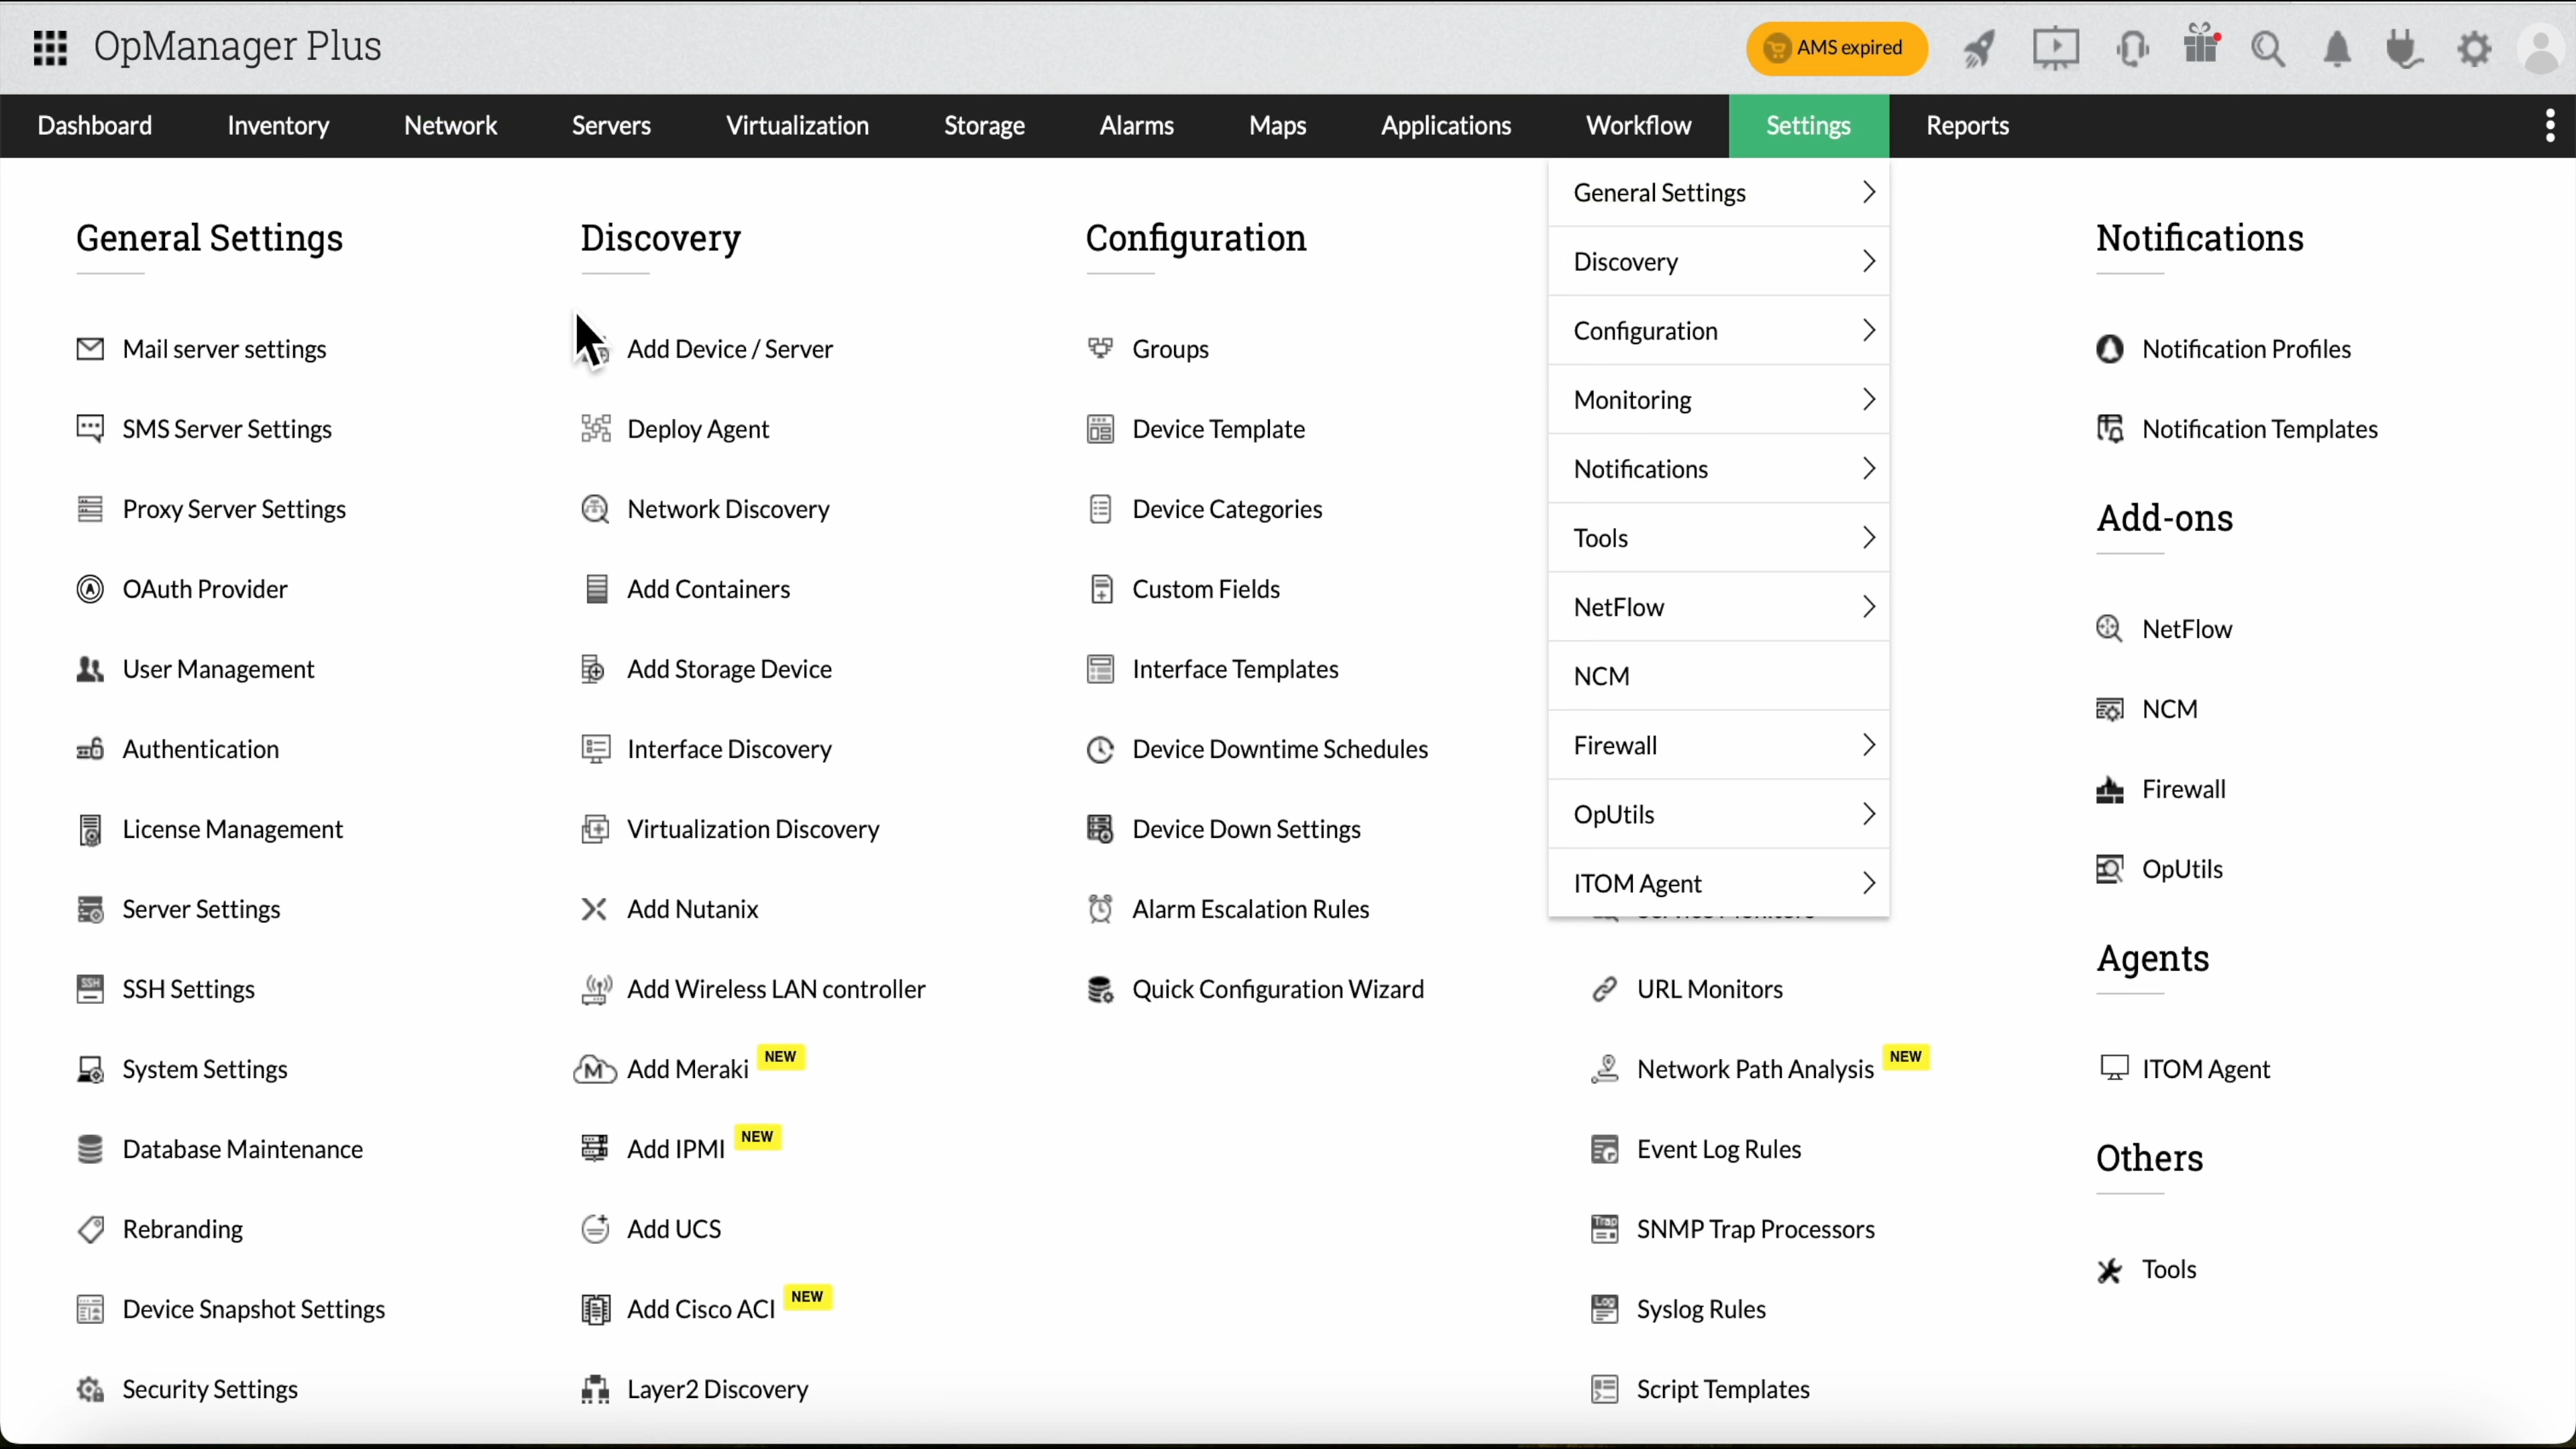 OpManager Plus
AMS expired
Dashboard
Inventory
Network
Servers
Virtualization
Storage
Alarms
Maps
Applications
Workflow
Settings
Reports
General Settings
Mail server settings
SMS Server Settings
Proxy Server Settings
OAuth Provider
User Management
Authentication
License Management
Server Settings
SSH Settings
System Settings
Database Maintenance
Rebranding
Device Snapshot Settings
Security Settings
Discovery
Add Device / Server
Deploy Agent
Network Discovery
Add Containers
Add Storage Device
Interface Discovery
Virtualization Discovery
Add Nutanix
Add Wireless LAN controller
Add Meraki NEW
Add IPMI NEW
Add UCS
Add Cisco ACI NEW
Layer2 Discovery
Configuration
Groups
Device Template
Device Categories
Custom Fields
Interface Templates
Device Downtime Schedules
Device Down Settings
Alarm Escalation Rules
Quick Configuration Wizard
General Settings
Discovery
Configuration
Monitoring
Notifications
Tools
NetFlow
NCM
Firewall
OpUtils
ITOM Agent
URL Monitors
Network Path Analysis NEW
Event Log Rules
SNMP Trap Processors
Syslog Rules
Script Templates
Notifications
Notification Profiles
Notification Templates
Add-ons
NetFlow
NCM
Firewall
OpUtils
Agents
ITOM Agent
Others
Tools